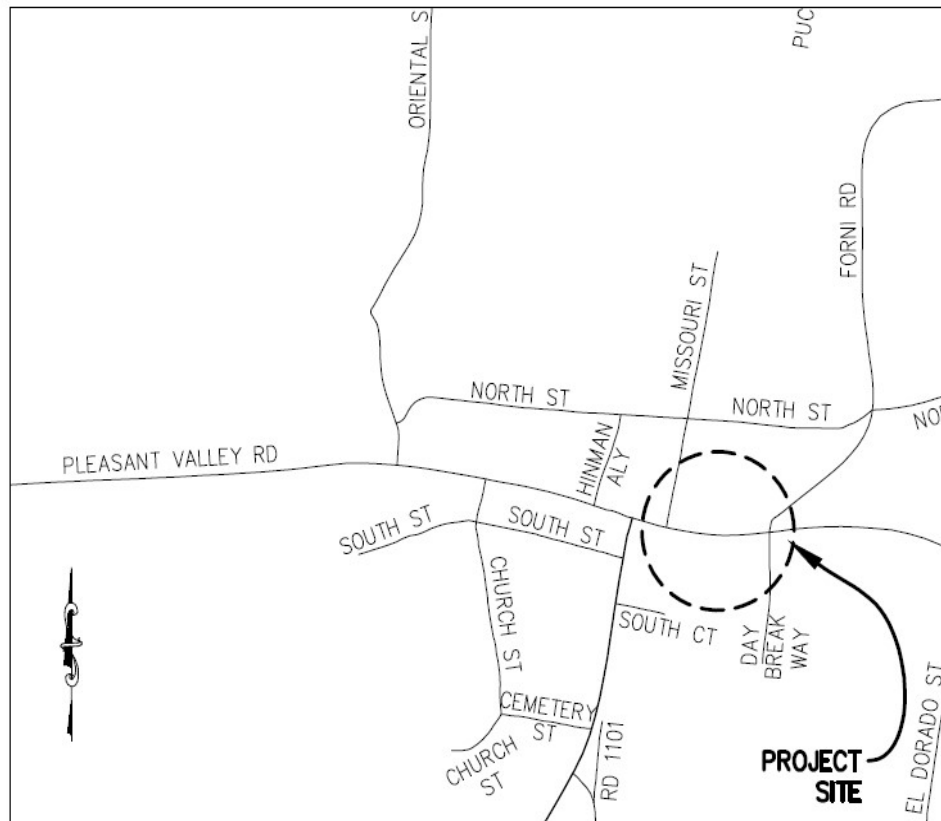 ORIENTAL S
PUC
FORNI RD
MISSOURI ST
NORTH ST
NORTH ST
NO
PLEASANT VALLEY RD
HINMAN
ALY
SOUTH ST
SOUTH ST
CHURCH ST
SOUTH CT
DAY
BREAK
WAY
CEMETERY
ST
CHURCH
ST
RD 1101
EL DORADO ST
PROJECT
SITE